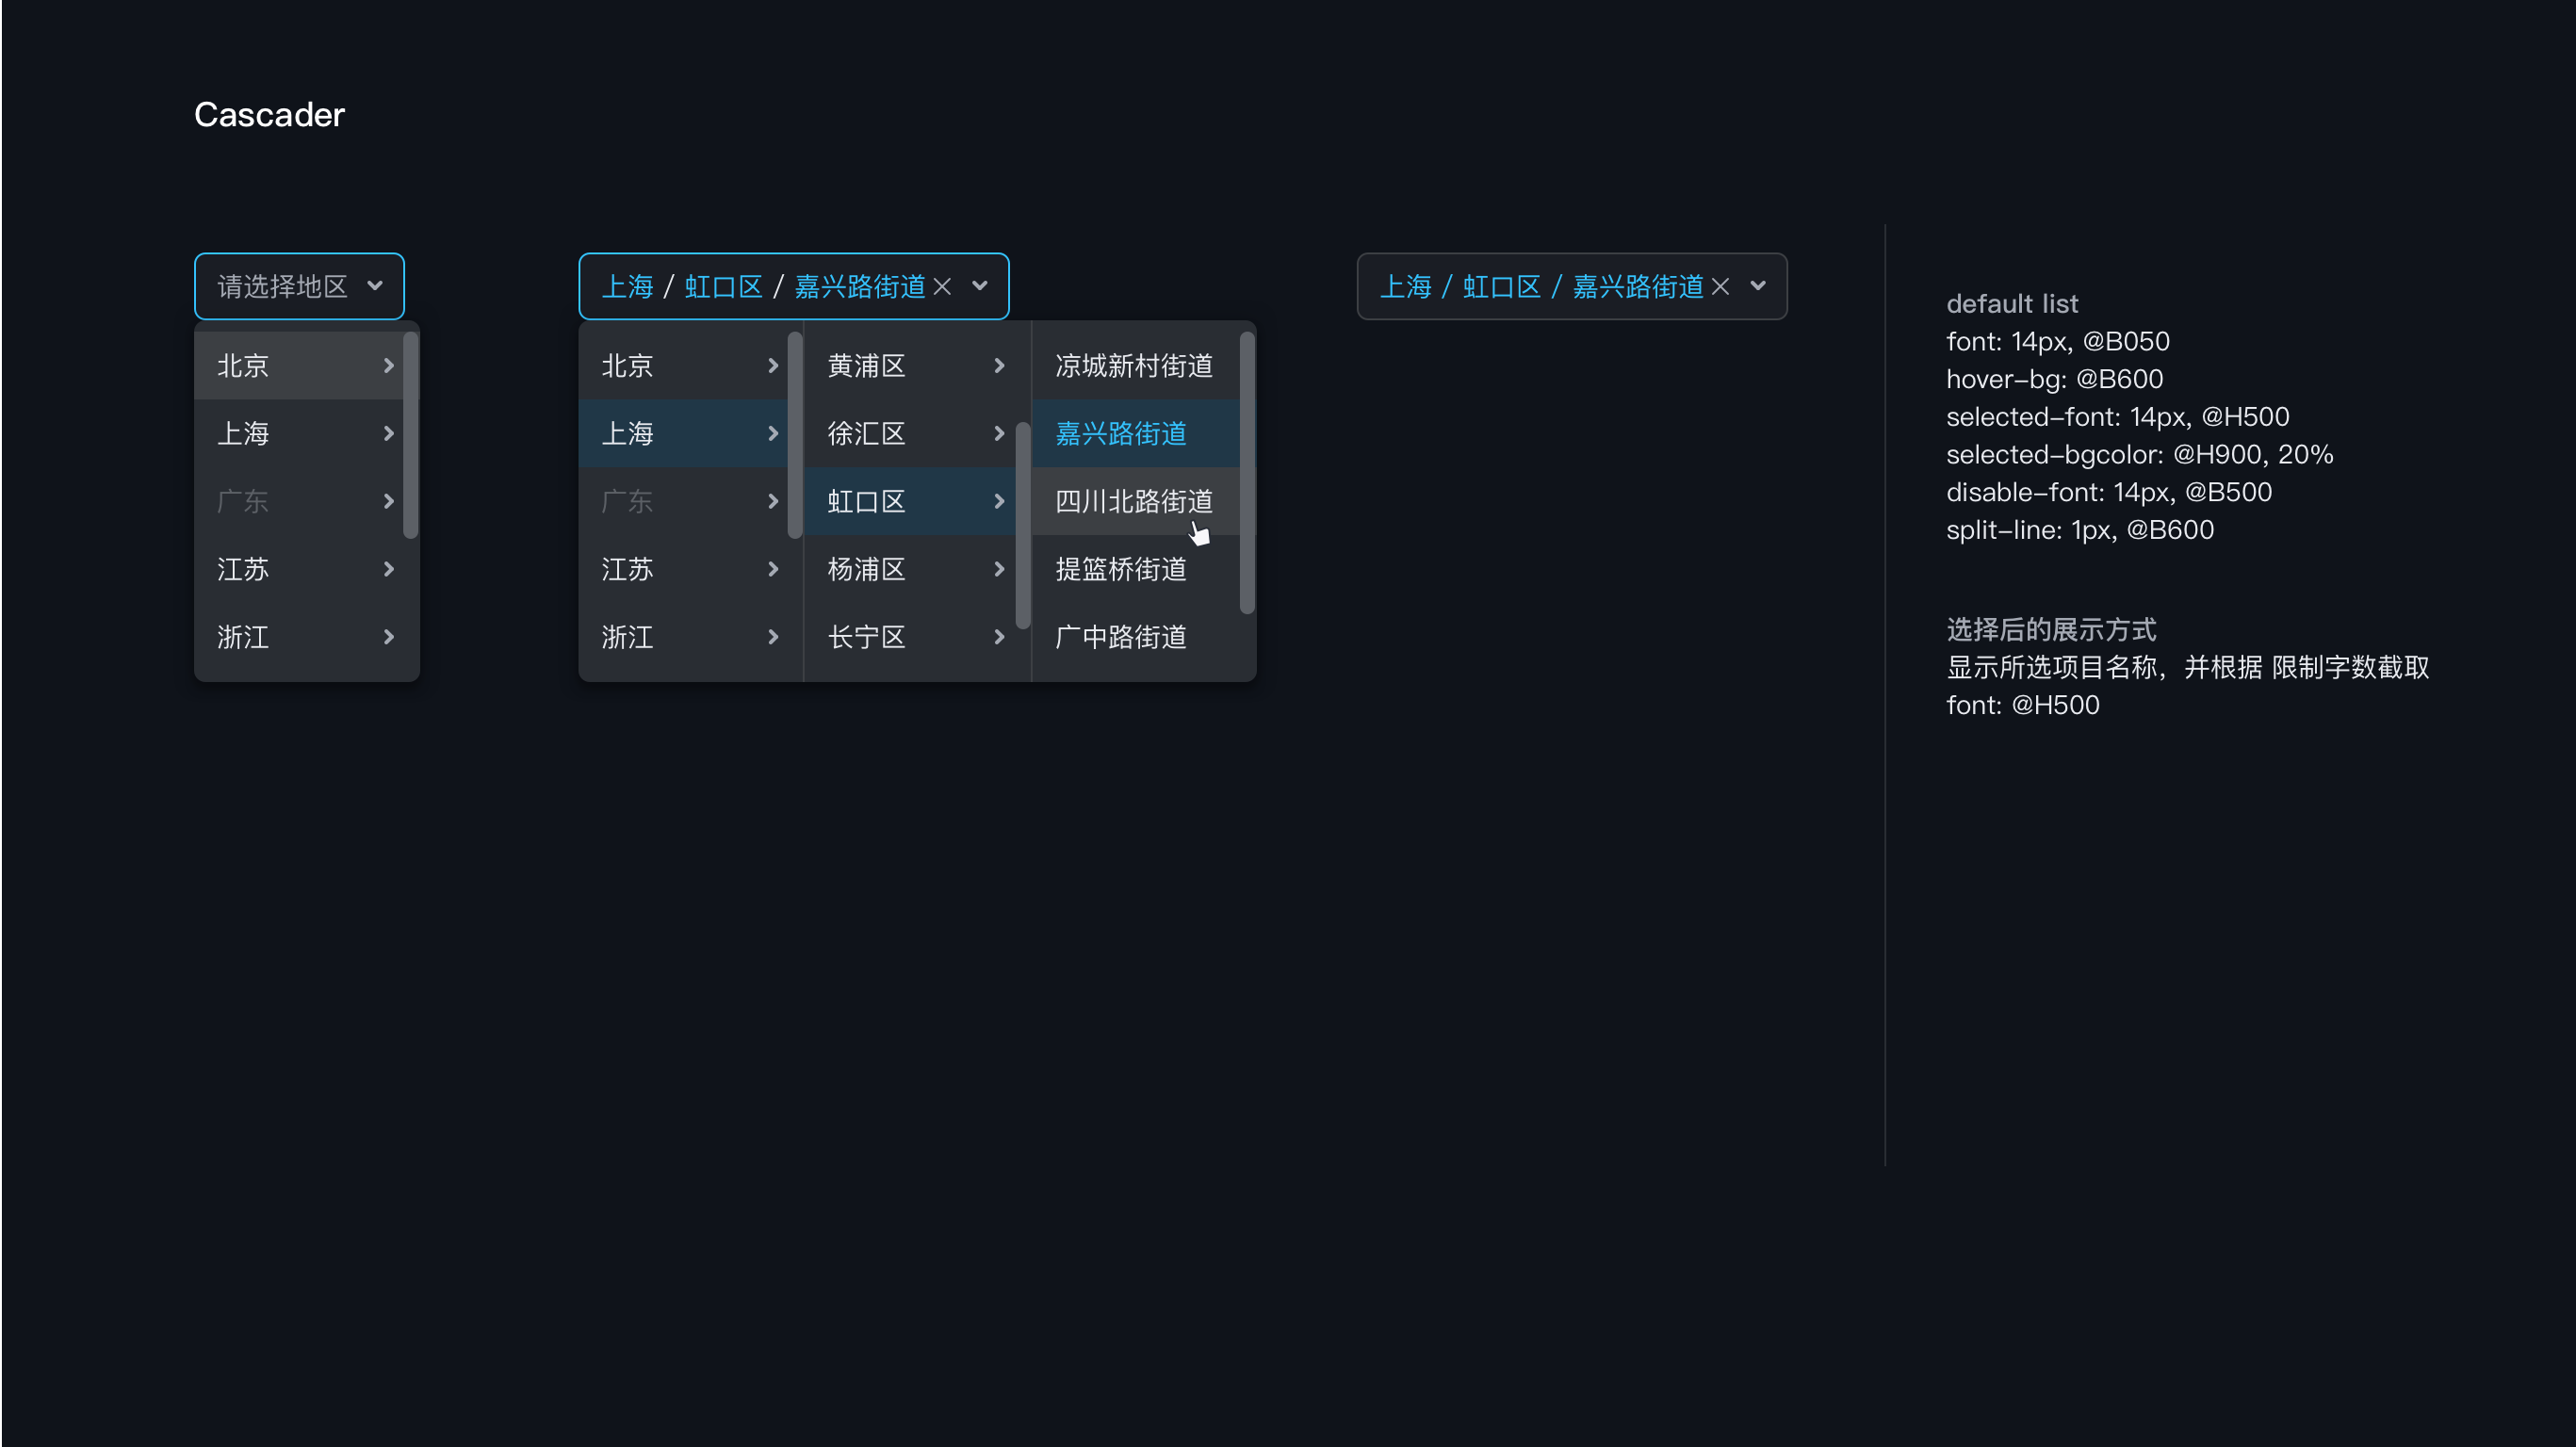 Cascader
请选择地区
北京
上海
广东
江苏
浙江
上海 / 虹口区 / 嘉兴路街道
北京
上海
广东
江苏
浙江
黄浦区
徐汇区
虹口区
杨浦区
长宁区
凉城新村街道
嘉兴路街道
四川北路街道
提篮桥街道
广中路街道
上海 / 虹口区 / 嘉兴路街道
default list
font: 14px, @B050
hover-bg: @B600
selected-font: 14px, @H500
selected-bgcolor: @H900, 20%
disable-font: 14px, @B500
split-line: 1px, @B600
选择后的展示方式
显示所选项目名称，并根据 限制字数截取
font: @H500